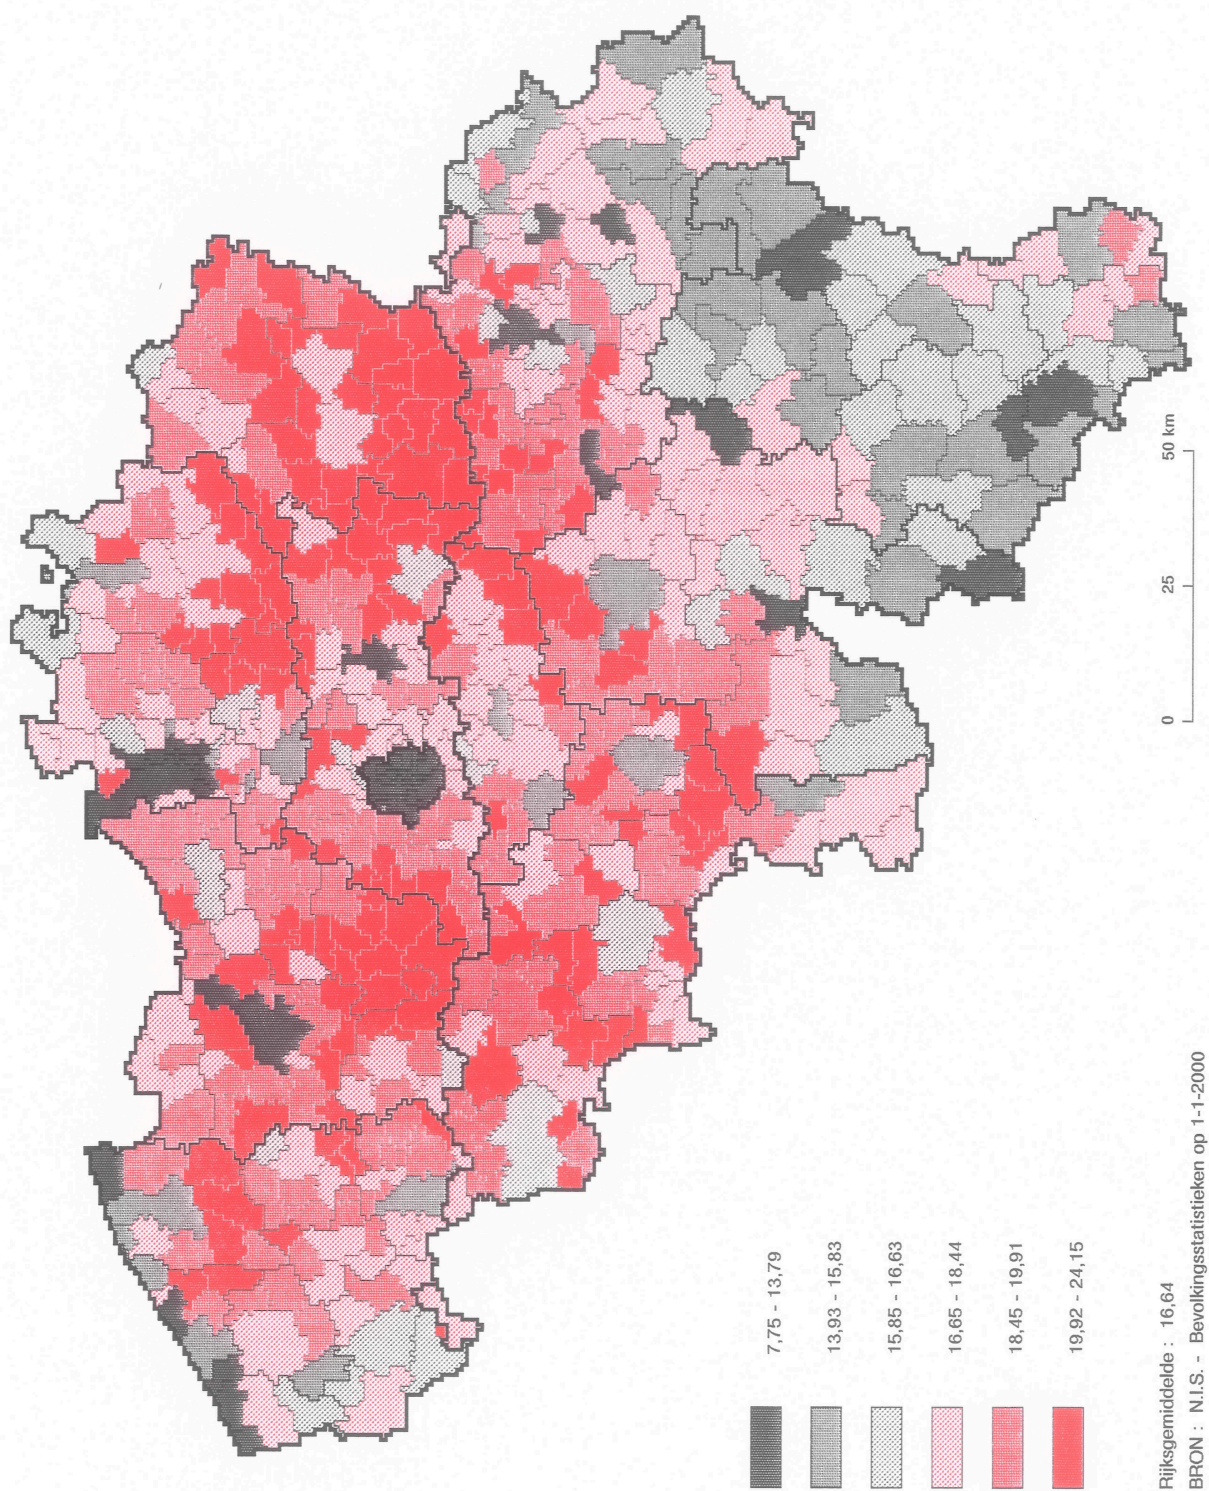 7,75 - 13,79
13,93 - 15,83
15,85 - 16,63
16,65 - 18,44
18,45 - 19,91
19,92 - 24,15
Rijksgemiddelde : 16,64
BRON : N.I.S. - Bevolkingsstatistieken op 1-1-2000
0 25 50 km